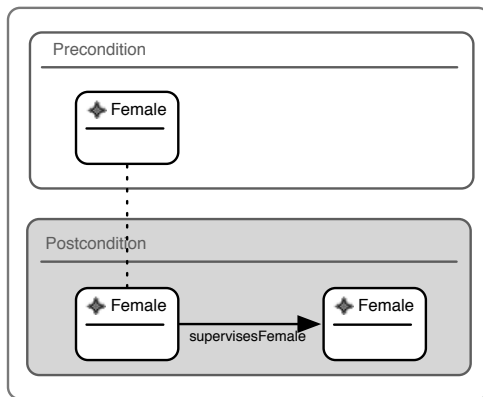 Precondition
Female
Postcondition
Female
Female
supervisesFemale